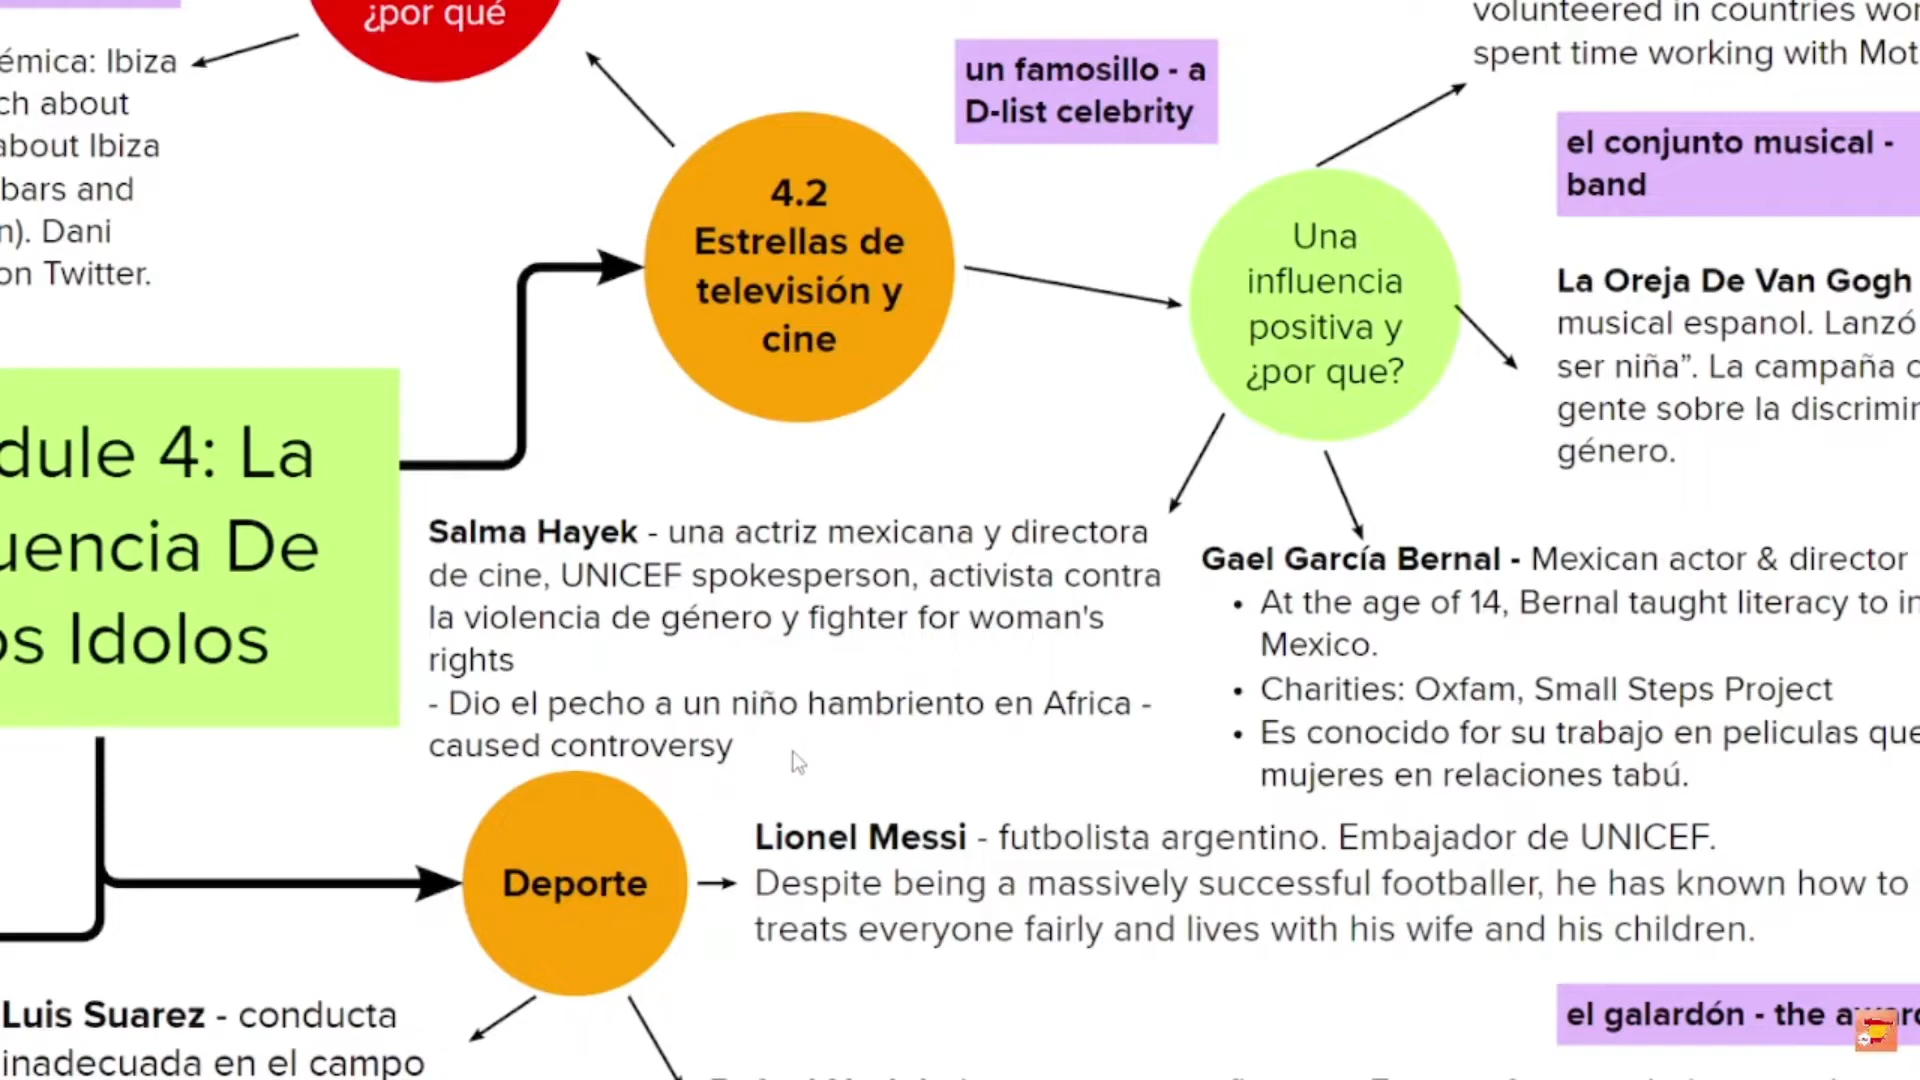 ¿por qué
émica: Ibiza
ch about
about Ibiza
bars and
n). Dani
on Twitter.
4.2
Estrellas de
televisión y
cine
un famosillo - a
D-list celebrity
volunteered in countries
spent time working with
el conjunto musical -
band
Una
influencia
positiva y
¿por que?
La Oreja De Van Gogh
musical espanol. Lanzó
ser niña”. La campaña
gente sobre la
género.
dule 4: La
uencia De
os Idolos
Salma Hayek - una actriz mexicana y directora
de cine, UNICEF spokesperson, activista contra
la violencia de género y fighter for woman's
rights
- Dio el pecho a un niño hambriento en Africa -
caused controversy
Gael García Bernal - Mexican actor & director
• At the age of 14, Bernal taught literacy to
Mexico.
• Charities: Oxfam, Small Steps Project
• Es conocido for su trabajo en peliculas que
mujeres en relaciones tabú.
Deporte
Lionel Messi - futbolista argentino. Embajador de UNICEF.
Despite being a massively successful footballer, he has known how to
treats everyone fairly and lives with his wife and his children.
Luis Suarez - conducta
inadecuada en el campo
el galardón - the